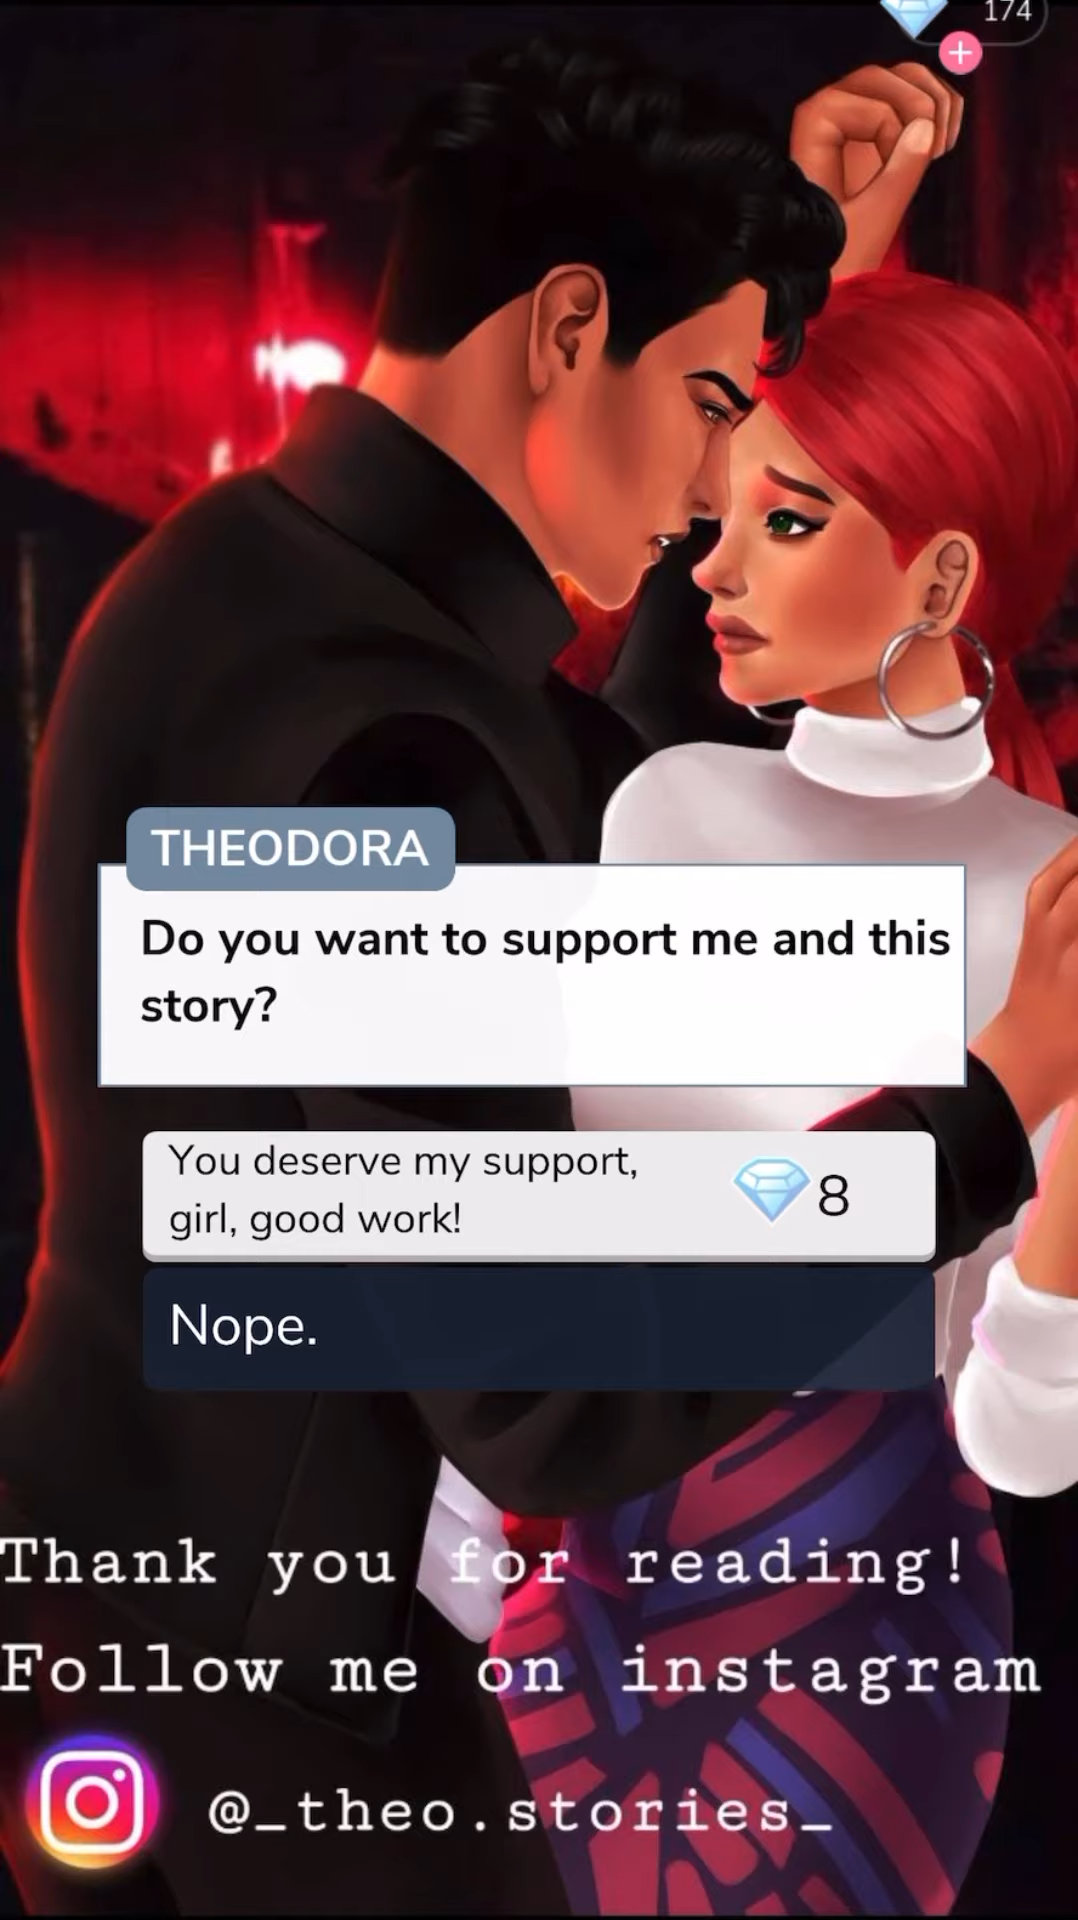 174
THEODORA
Do you want to support me and this
story?
You deserve my support,
girl, good work!
8
Nope.
Thank you for reading!
Follow me on instagram
@_theo.stories_